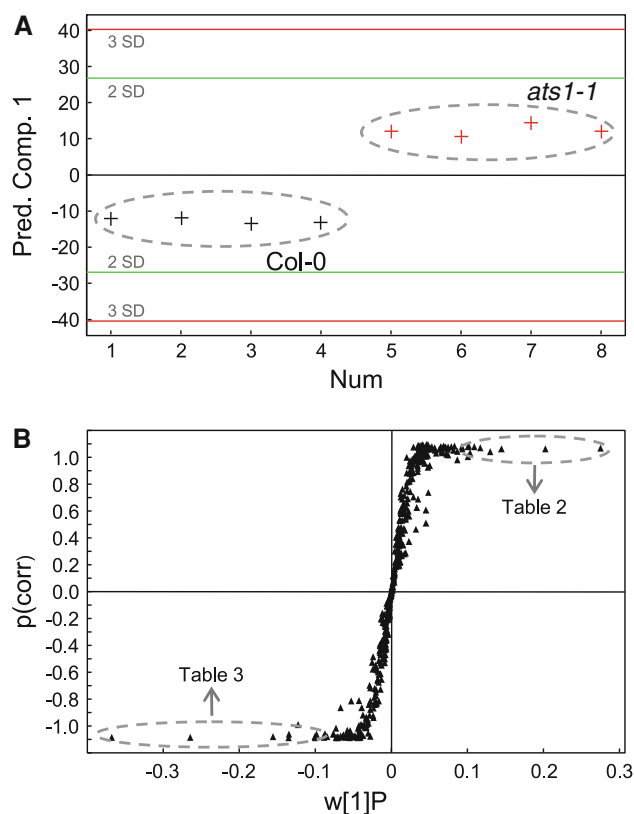 A
40
3 SD
30
2 SD
ats1-1
20
10
0
-10
-20
Col-0
2 SD
-30
3 SD
-40
Pred. Comp. 1
1 2 3 4 5 6 7 8
Num
B
1.0
0.8
0.6
Table 2
0.4
0.2
0.0
-0.2
-0.4
Table 3
-0.6
-0.8
-1.0
p(corr)
-0.3 -0.2 -0.1 0 0.1 0.2 0.3
w[1]P